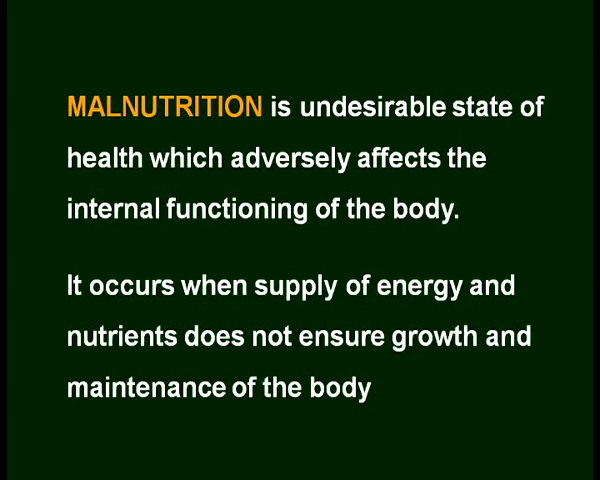 MALNUTRITION is undesirable state of
health which adversely affects the
internal functioning of the body.
It occurs when supply of energy and
nutrients does not ensure growth and
maintenance of the body